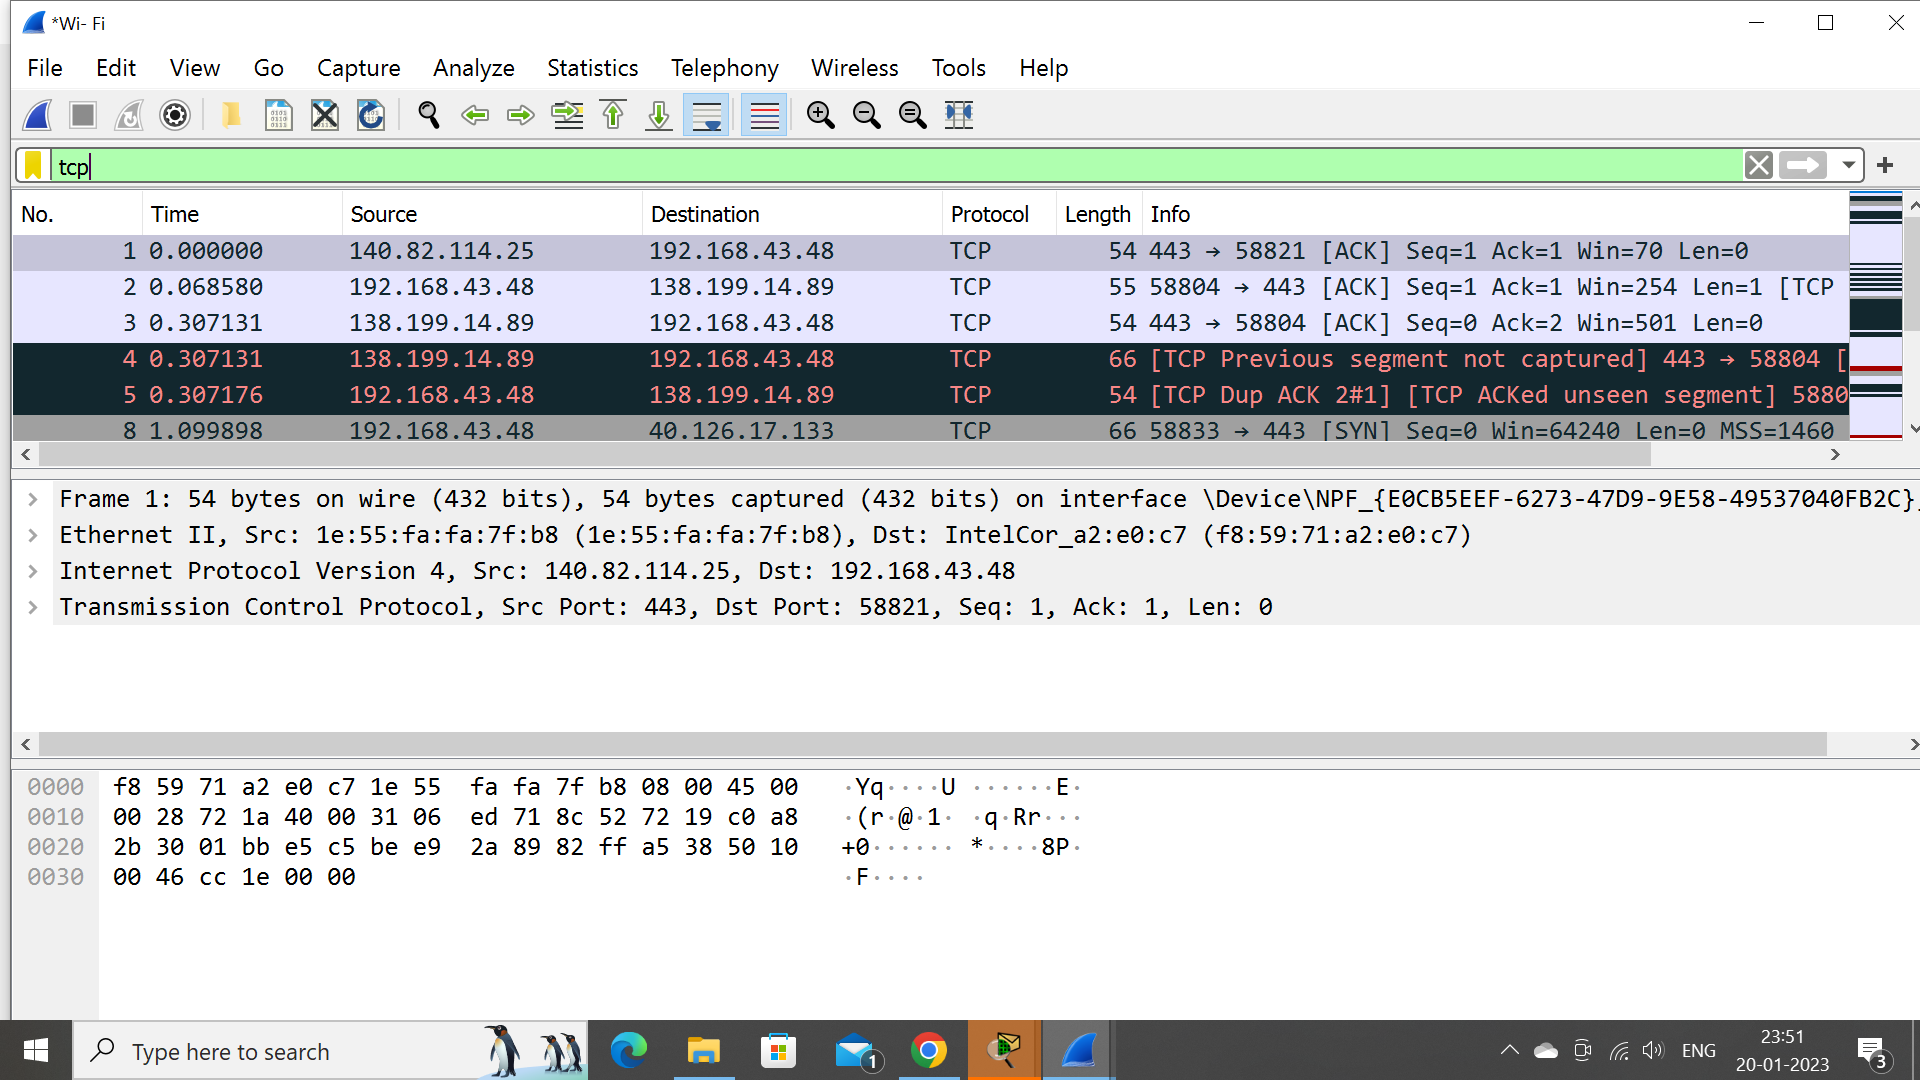 *Wi- Fi
File Edit View Go Capture Analyze Statistics Telephony Wireless Tools Help
tcp
No. Time Source Destination Protocol Length Info
1 0.000000 140.82.114.25 192.168.43.48 TCP 54 443 → 58821 [ACK] Seq=1 Ack=1 Win=70 Len=0
2 0.068580 192.168.43.48 138.199.14.89 TCP 55 58804 → 443 [ACK] Seq=1 Ack=1 Win=254 Len=1 [TCP
3 0.307131 138.199.14.89 192.168.43.48 TCP 54 443 → 58804 [ACK] Seq=0 Ack=2 Win=501 Len=0
4 0.307131 138.199.14.89 192.168.43.48 TCP 66 [TCP Previous segment not captured] 443 → 58804 [
5 0.307176 192.168.43.48 138.199.14.89 TCP 54 [TCP Dup ACK 2#1] [TCP ACKed unseen segment] 5880
8 1.099898 192.168.43.48 40.126.17.133 TCP 66 58833 → 443 [SYN] Seq=0 Win=64240 Len=0 MSS=1460
Frame 1: 54 bytes on wire (432 bits), 54 bytes captured (432 bits) on interface \Device\NPF_{E0CB5EEF-6273-47D9-9E58-49537040FB2C},
Ethernet II, Src: 1e:55:fa:fa:7f:b8 (1e:55:fa:fa:7f:b8), Dst: IntelCor_a2:e0:c7 (f8:59:71:a2:e0:c7)
Internet Protocol Version 4, Src: 140.82.114.25, Dst: 192.168.43.48
Transmission Control Protocol, Src Port: 443, Dst Port: 58821, Seq: 1, Ack: 1, Len: 0
0000 f8 59 71 a2 e0 c7 1e 55 fa fa 7f b8 08 00 45 00 ·Yq····U ······E·
0010 00 28 72 1a 40 00 31 06 ed 71 8c 52 72 19 c0 a8 ·(r·@·1· ·q·Rr···
0020 2b 30 01 bb e5 c5 be e9 2a 89 82 ff a5 38 50 10 +0······ *····8P·
0030 00 46 cc 1e 00 00 ·F····
Type here to search
1
ENG
23:51
20-01-2023
3